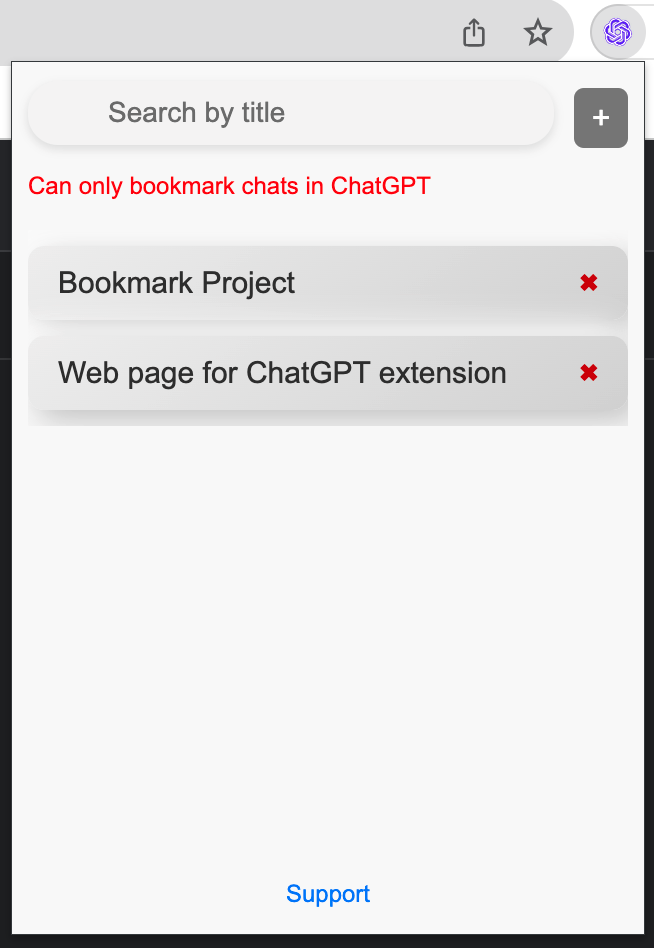 Search by title
+
Can only bookmark chats in ChatGPT
Bookmark Project ✖
Web page for ChatGPT extension ✖
Support